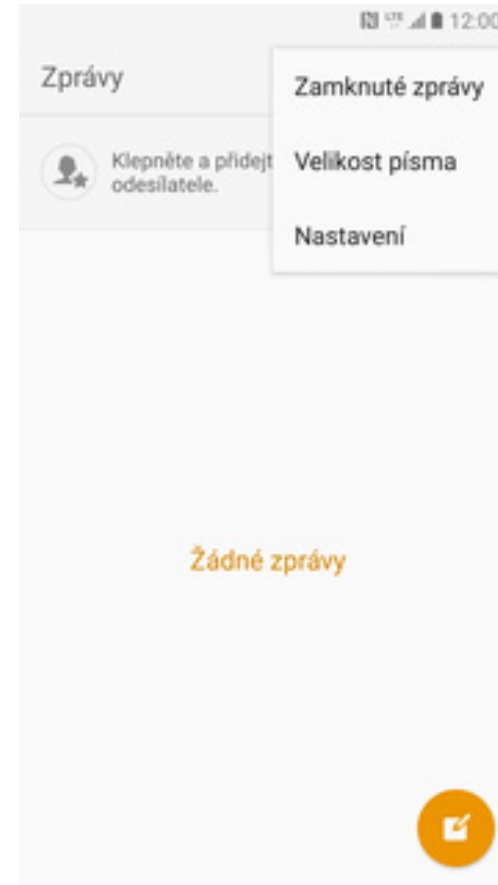 12:00
Zprávy
Zamknuté zprávy
Klepněte a přidejt
odesílatele.
Velikost písma
Nastavení
Žádné zprávy